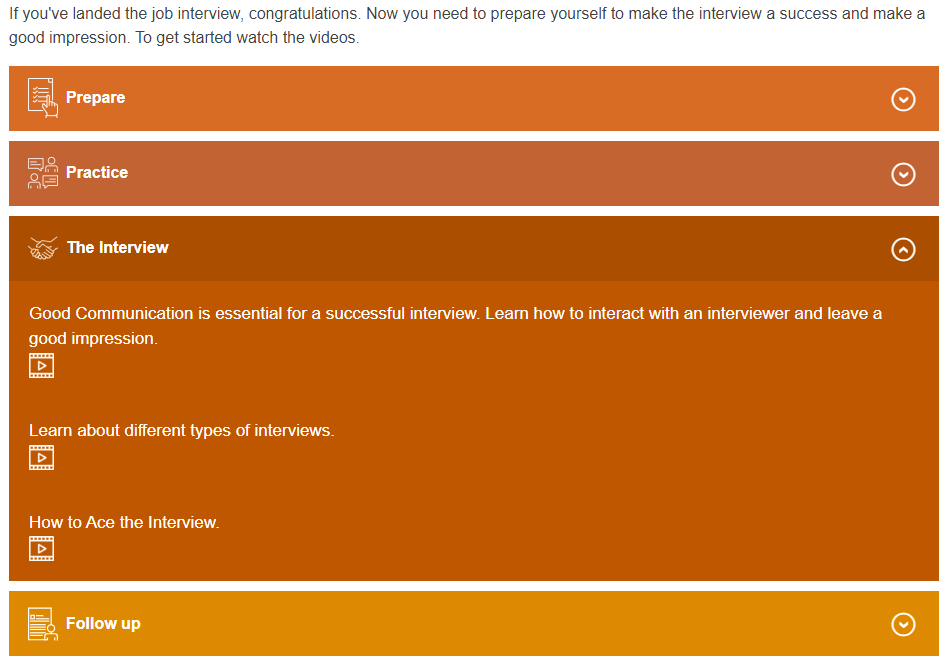 If you've landed the job interview, congratulations. Now you need to prepare yourself to make the interview a success and make a
good impression. To get started watch the videos.
Prepare
Practice
The Interview
Good Communication is essential for a successful interview. Learn how to interact with an interviewer and leave a
good impression.
Learn about different types of interviews.
How to Ace the Interview.
Follow up